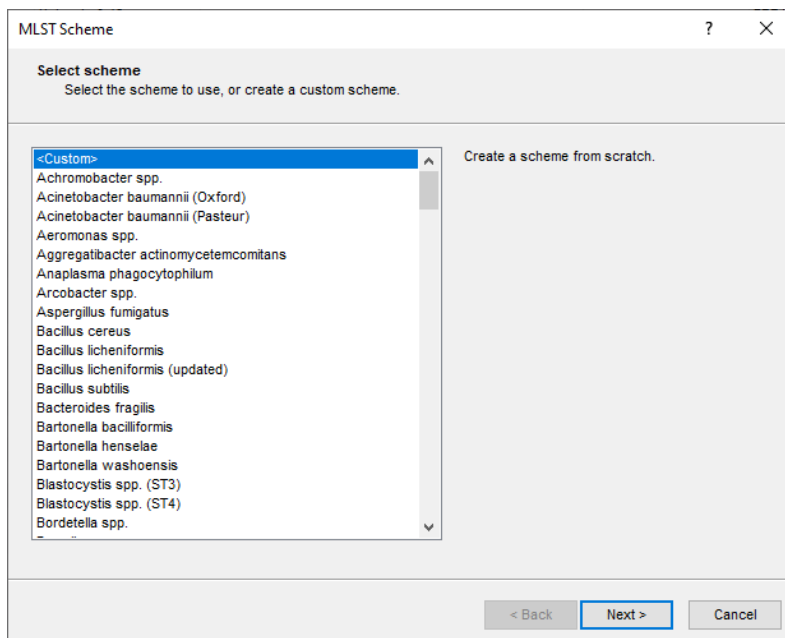 MLST Scheme
?
Select scheme
Select the scheme to use, or create a custom scheme.
<Custom>
Create a scheme from scratch.
Achromobacter spp.
Acinetobacter baumannii (Oxford)
Acinetobacter baumannii (Pasteur)
Aeromonas spp.
Aggregatibacter actinomycetemcomitans
Anaplasma phagocytophilum
Arcobacter spp.
Aspergillus fumigatus
Bacillus cereus
Bacillus licheniformis
Bacillus licheniformis (updated)
Bacillus subtilis
Bacteroides fragilis
Bartonella bacilliformis
Bartonella henselae
Bartonella washoensis
Blastocystis spp. (ST3)
Blastocystis spp. (ST4)
Bordetella spp.
< Back
Next >
Cancel